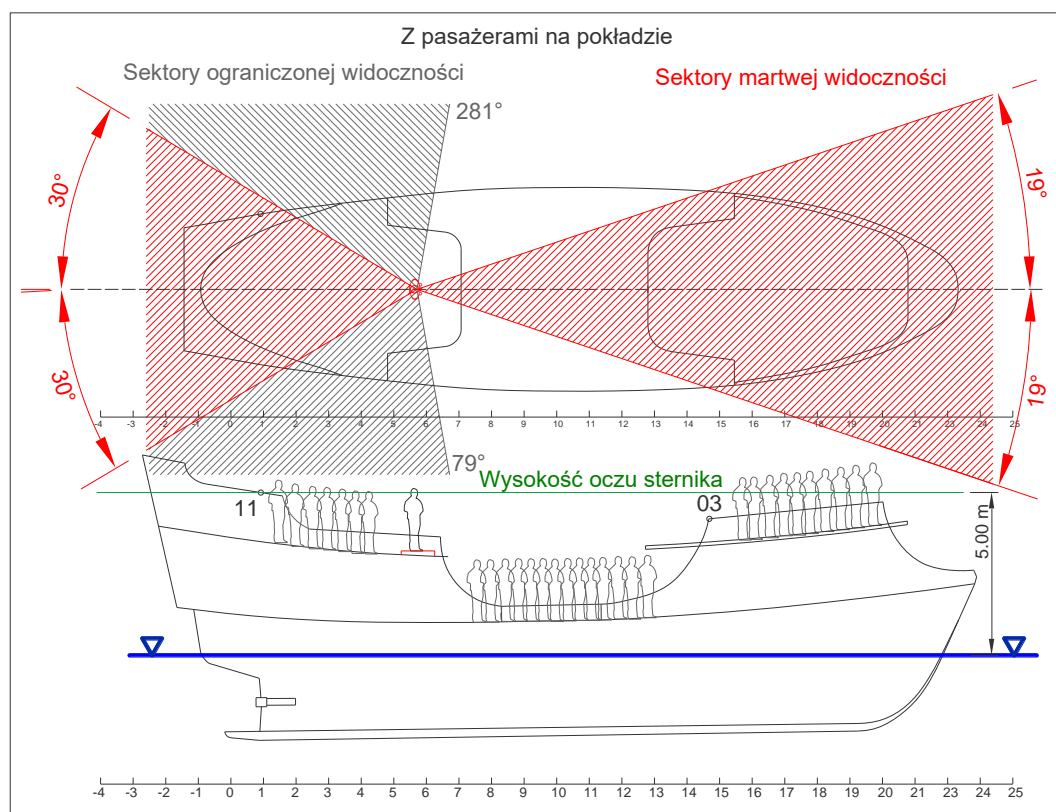 Z pasażerami na pokładzie
Sektory ograniczonej widoczności
Sektory martwej widoczności
281°
30°
19°
30°
19°
-4 -3 -2 -1 0 1 2 3 4 5 6 7 8 9 10 11 12 13 14 15 16 17 18 19 20 21 22 23 24 25
79°
Wysokość oczu sternika
11
03
5.00 m
-4 -3 -2 -1 0 1 2 3 4 5 6 7 8 9 10 11 12 13 14 15 16 17 18 19 20 21 22 23 24 25